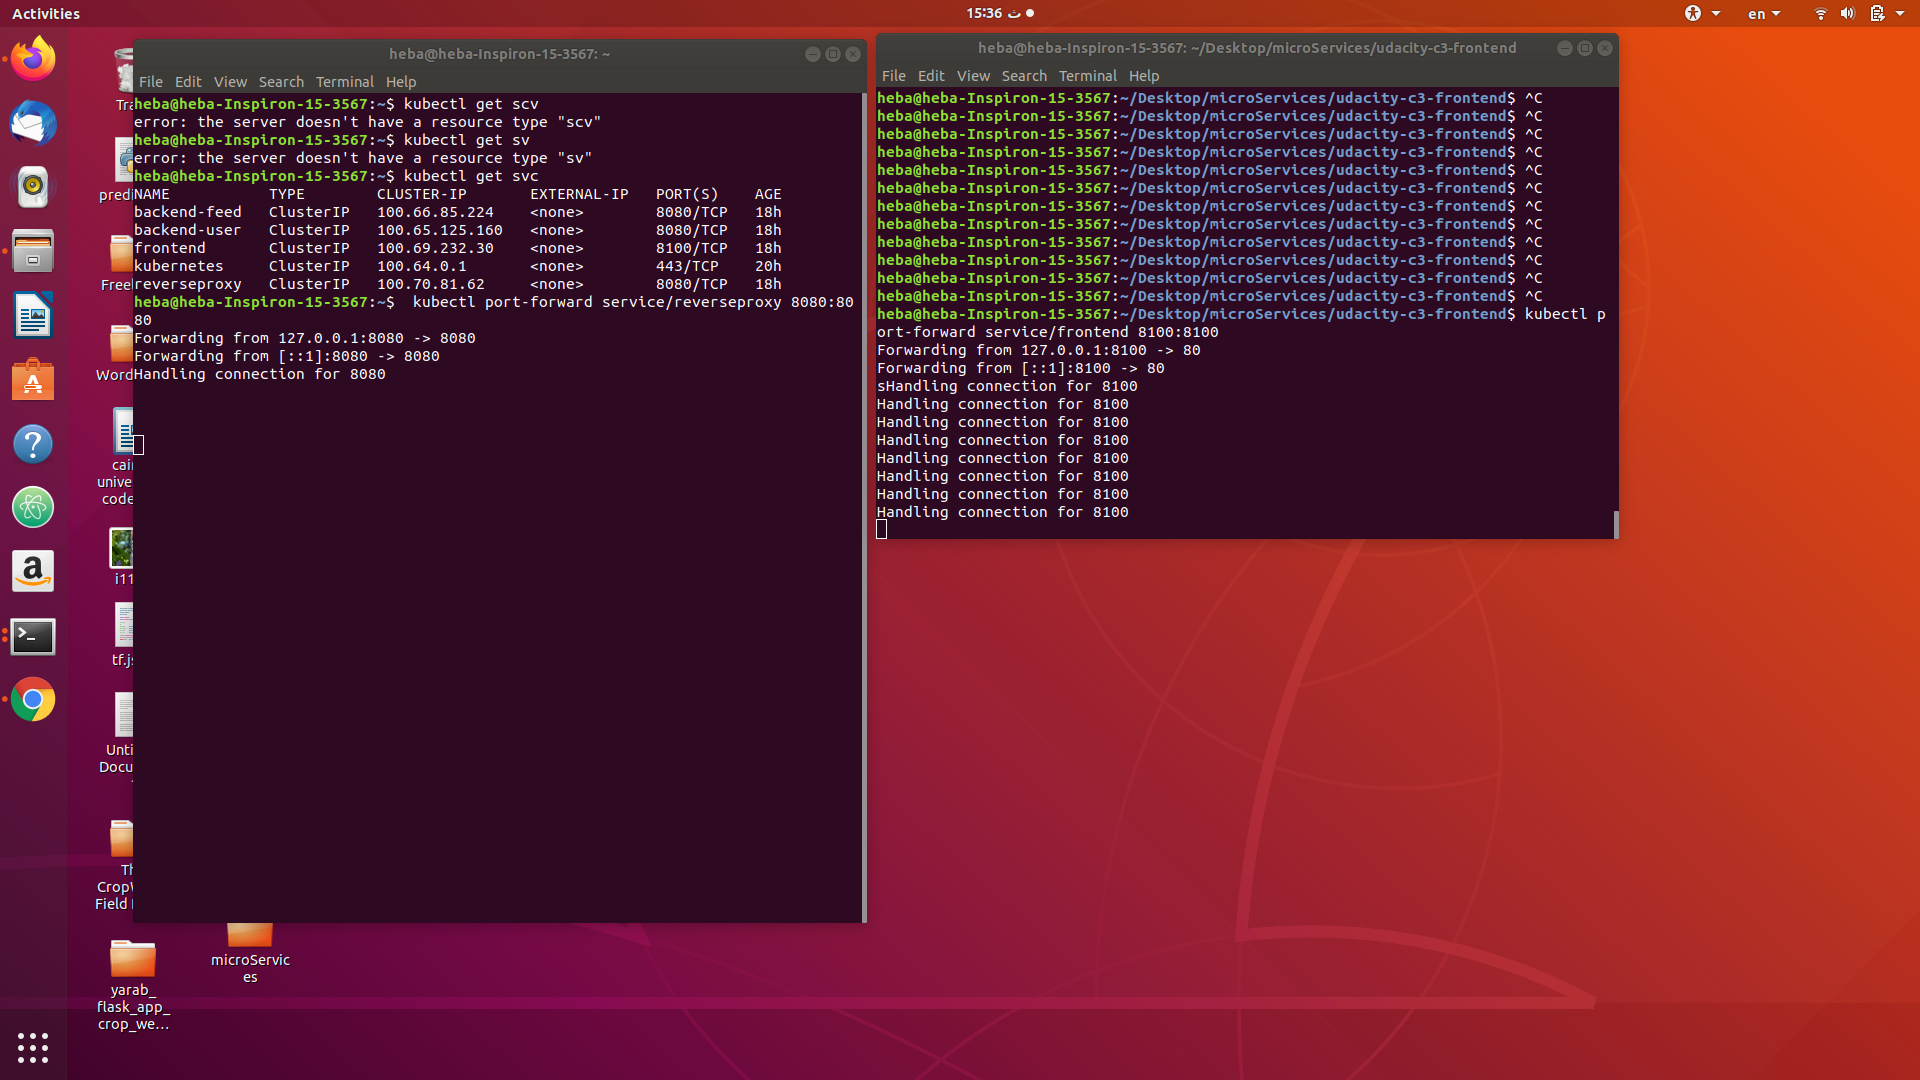 Activities
15:36 ث
en
heba@heba-Inspiron-15-3567: ~
File Edit View Search Terminal Help
heba@heba-Inspiron-15-3567:~$ kubectl get scv
error: the server doesn't have a resource type "scv"
heba@heba-Inspiron-15-3567:~$ kubectl get sv
error: the server doesn't have a resource type "sv"
heba@heba-Inspiron-15-3567:~$ kubectl get svc
NAME TYPE CLUSTER-IP EXTERNAL-IP PORT(S) AGE
backend-feed ClusterIP 100.66.85.224 <none> 8080/TCP 18h
backend-user ClusterIP 100.65.125.160 <none> 8080/TCP 18h
frontend ClusterIP 100.69.232.30 <none> 8100/TCP 18h
kubernetes ClusterIP 100.64.0.1 <none> 443/TCP 20h
reverseproxy ClusterIP 100.70.81.62 <none> 8080/TCP 18h
heba@heba-Inspiron-15-3567:~$ kubectl port-forward service/reverseproxy 8080:80
80
Forwarding from 127.0.0.1:8080 -> 8080
Forwarding from [::1]:8080 -> 8080
Handling connection for 8080
heba@heba-Inspiron-15-3567: ~/Desktop/microServices/udacity-c3-frontend
File Edit View Search Terminal Help
heba@heba-Inspiron-15-3567:~/Desktop/microServices/udacity-c3-frontend$ ^C
heba@heba-Inspiron-15-3567:~/Desktop/microServices/udacity-c3-frontend$ ^C
heba@heba-Inspiron-15-3567:~/Desktop/microServices/udacity-c3-frontend$ ^C
heba@heba-Inspiron-15-3567:~/Desktop/microServices/udacity-c3-frontend$ ^C
heba@heba-Inspiron-15-3567:~/Desktop/microServices/udacity-c3-frontend$ ^C
heba@heba-Inspiron-15-3567:~/Desktop/microServices/udacity-c3-frontend$ ^C
heba@heba-Inspiron-15-3567:~/Desktop/microServices/udacity-c3-frontend$ ^C
heba@heba-Inspiron-15-3567:~/Desktop/microServices/udacity-c3-frontend$ ^C
heba@heba-Inspiron-15-3567:~/Desktop/microServices/udacity-c3-frontend$ ^C
heba@heba-Inspiron-15-3567:~/Desktop/microServices/udacity-c3-frontend$ ^C
heba@heba-Inspiron-15-3567:~/Desktop/microServices/udacity-c3-frontend$ ^C
heba@heba-Inspiron-15-3567:~/Desktop/microServices/udacity-c3-frontend$ ^C
heba@heba-Inspiron-15-3567:~/Desktop/microServices/udacity-c3-frontend$ kubectl p
ort-forward service/frontend 8100:8100
Forwarding from 127.0.0.1:8100 -> 80
Forwarding from [::1]:8100 -> 80
sHandling connection for 8100
Handling connection for 8100
Handling connection for 8100
Handling connection for 8100
Handling connection for 8100
Handling connection for 8100
Handling connection for 8100
Handling connection for 8100
Tra
predi
Free
Word
cair
unive
code
i11
tf.js
Unti
Docu
Th
CropW
Field
yarab_
flask_app_
crop_we...
microServic
es